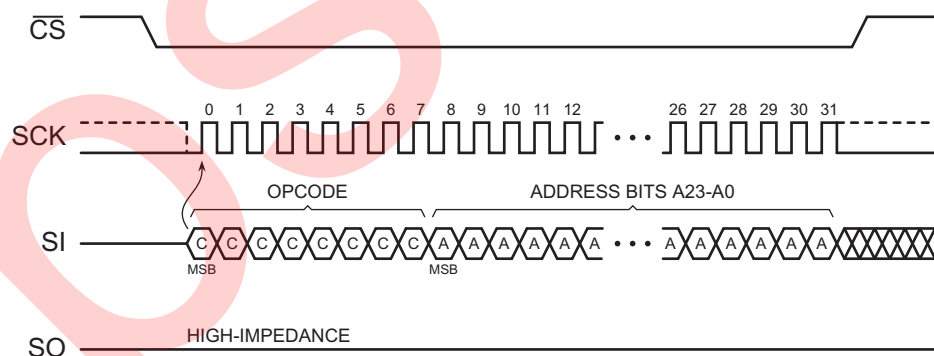 CS
0 1 2 3 4 5 6 7 8 9 10 11 12 26 27 28 29 30 31
SCK
OPCODE ADDRESS BITS A23-A0
SI C C C C C C C C A A A A A A A A A A A A
MSB MSB
HIGH-IMPEDANCE
SO